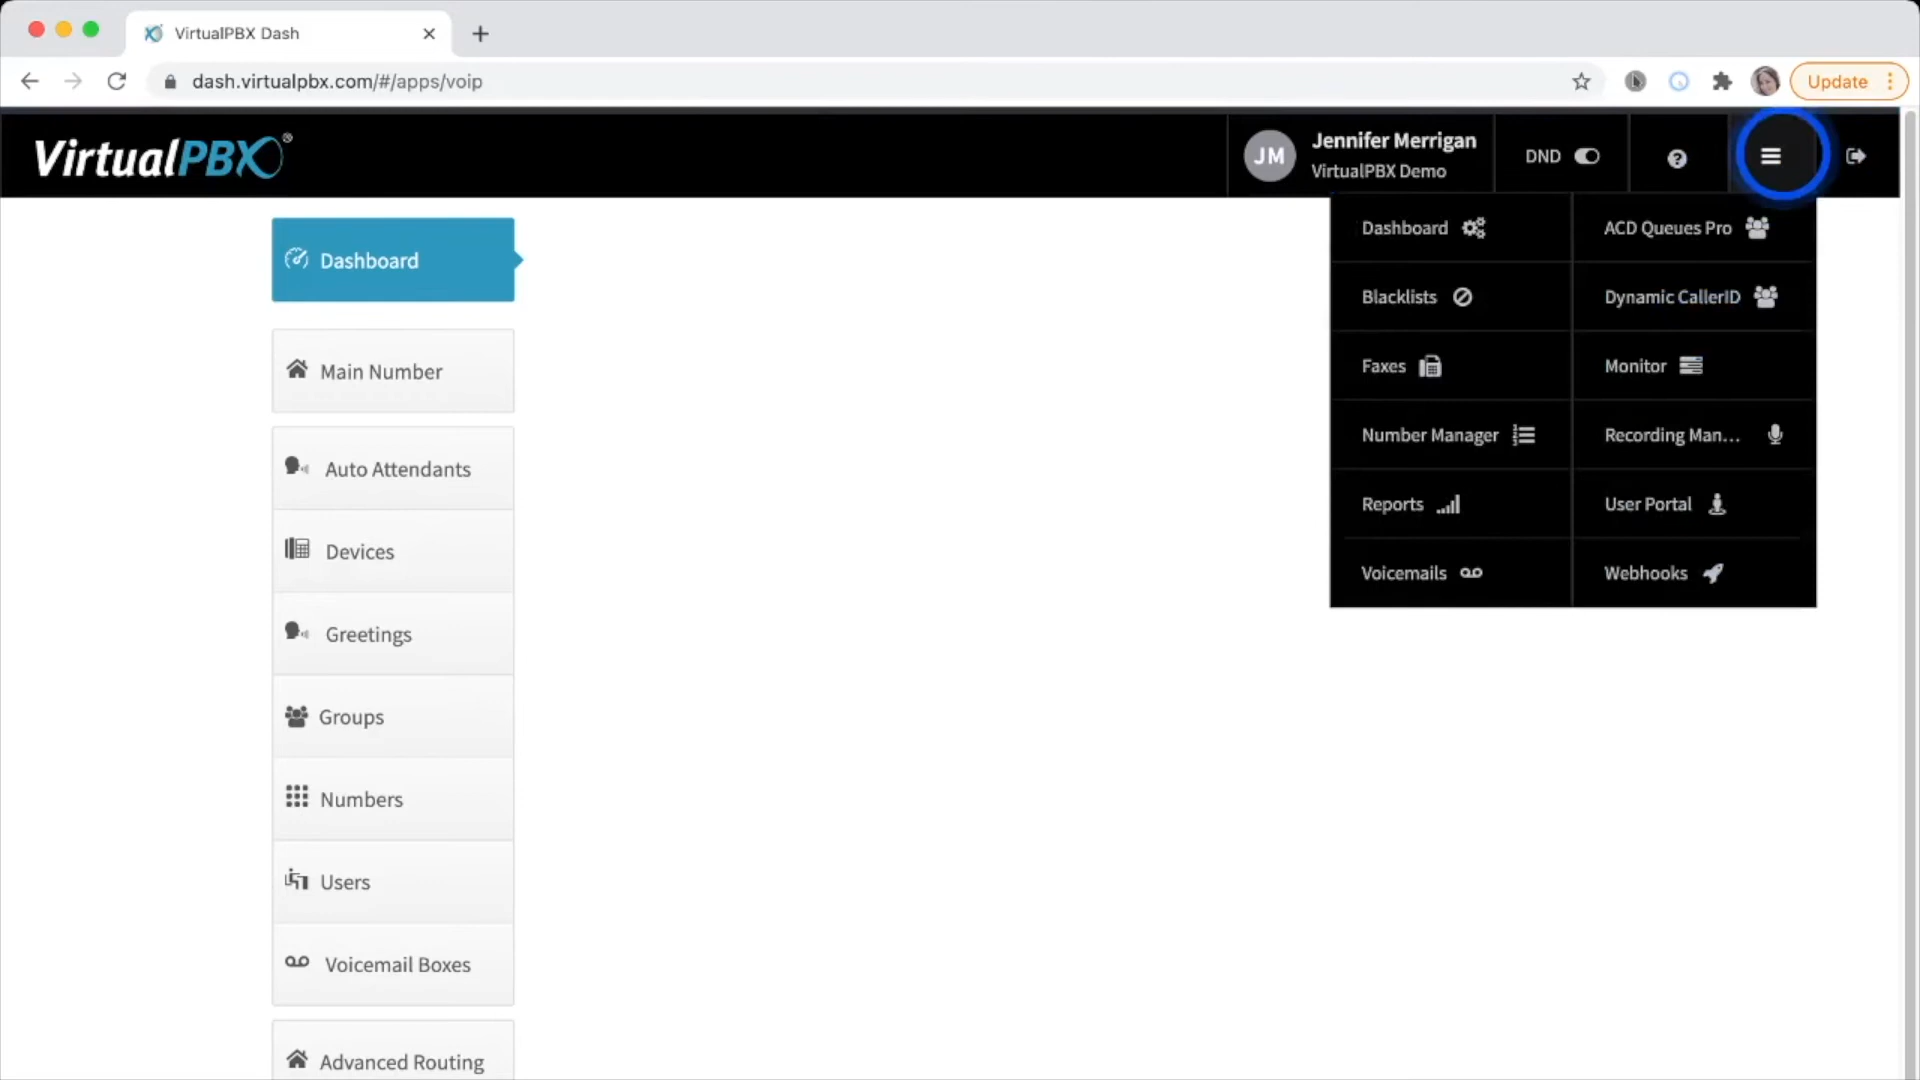 VirtualPBX Dash
dash.virtualpbx.com/#/apps/voip
Update
VirtualPBX®
JM
Jennifer Merrigan
VirtualPBX Demo
DND
Dashboard
ACD Queues Pro
Blacklists
Dynamic CallerID
Faxes
Monitor
Number Manager
Recording Man...
Reports
User Portal
Voicemails
Webhooks
Dashboard
Main Number
Auto Attendants
Devices
Greetings
Groups
Numbers
Users
Voicemail Boxes
Advanced Routing